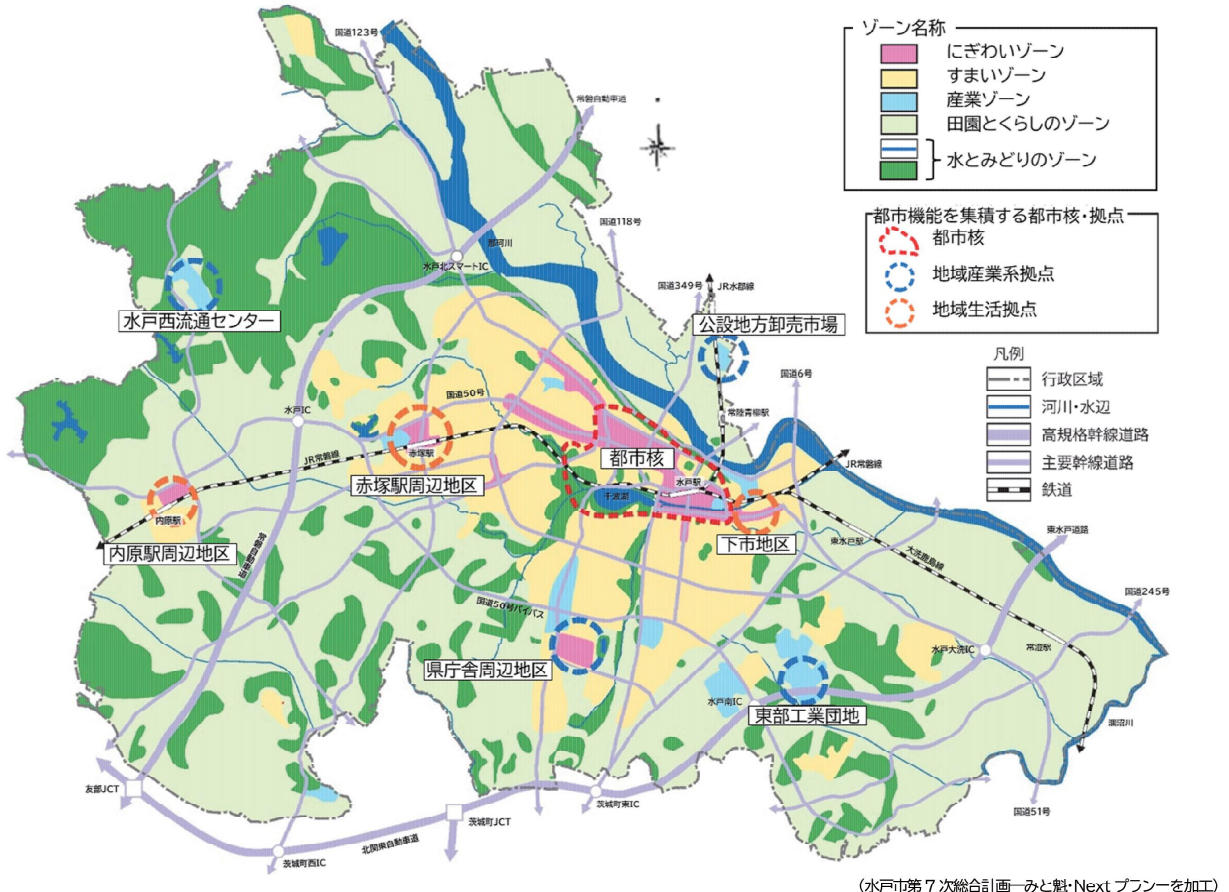 ゾーン名称
にぎわいゾーン
すまいゾーン
産業ゾーン
田園とくらしのゾーン
水とみどりのゾーン
都市機能を集積する都市核・拠点
都市核
地域産業系拠点
地域生活拠点
凡例
行政区域
河川・水辺
高規格幹線道路
主要幹線道路
鉄道
国道123号
常磐自動車道
国道118号
那珂川
水戸北スマートIC
国道349号
JR水郡線
水戸西流通センター
公設地方卸売市場
国道6号
国道50号
水戸IC
常陸青柳駅
都市核
赤塚駅
JR常磐線
水戸駅
JR常磐線
千波湖
赤塚駅周辺地区
内原駅
下市地区
東水戸駅
東水戸道路
内原駅周辺地区
大洗鹿島線
常磐自動車道
国道50号バイパス
国道245号
水戸大洗IC
常澄駅
県庁舎周辺地区
水戸南IC
東部工業団地
涸沼川
友部JCT
茨城町東IC
国道51号
茨城町JCT
北関東自動車道
茨城町西IC
(水戸市第7次総合計画―みと魁・Nextプラン―を加工)